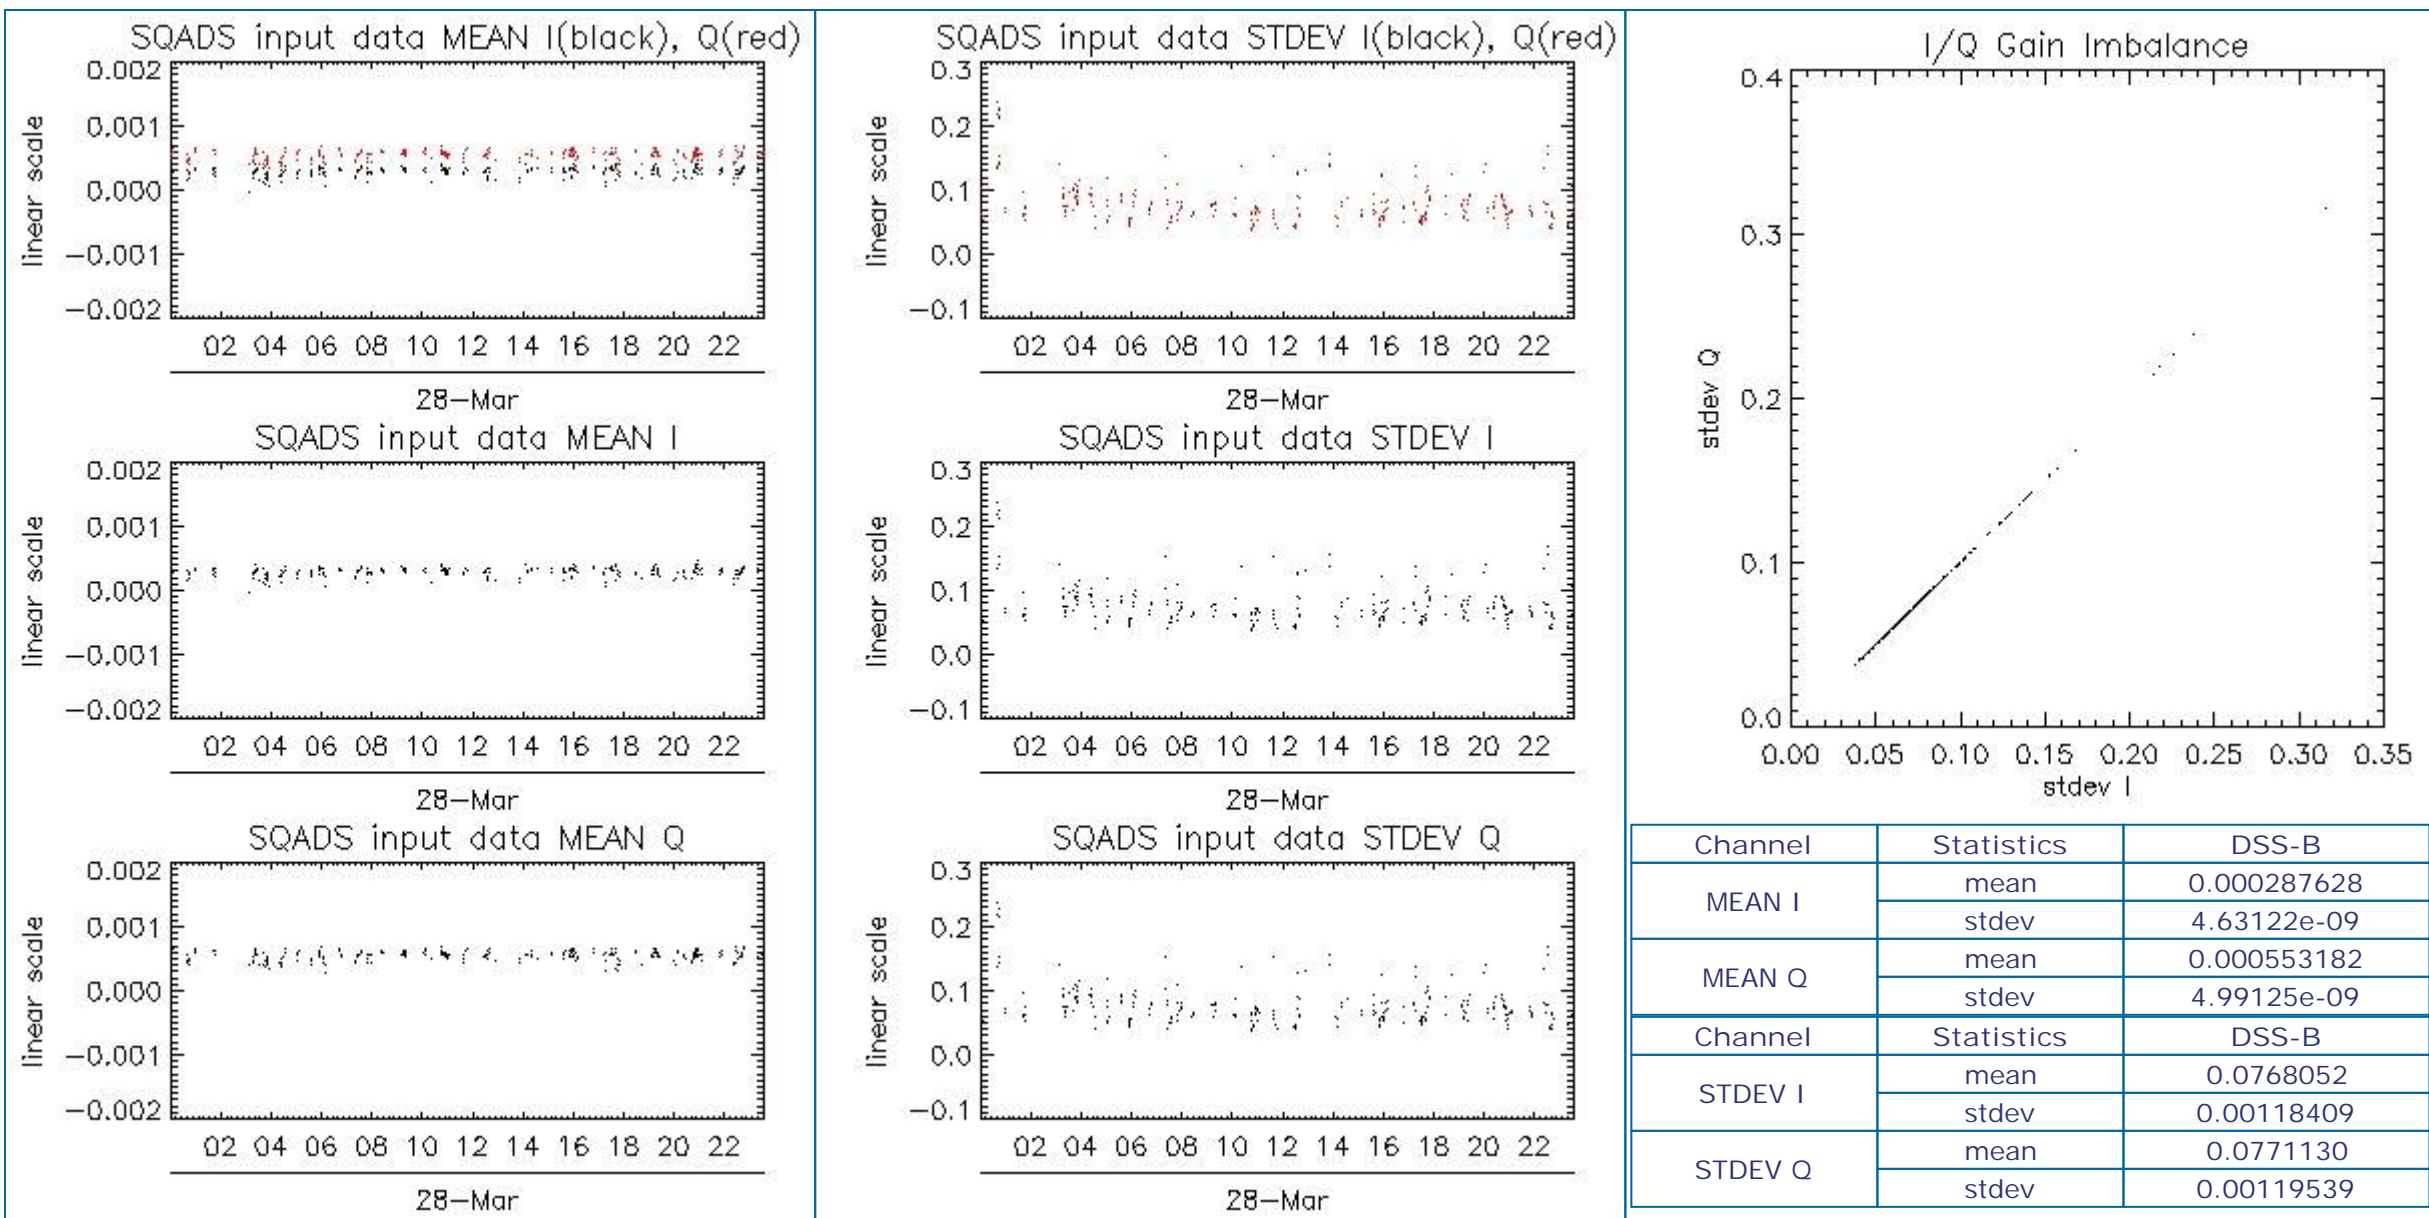 SQADS input data MEAN I(black), Q(red)
0.002
0.001
0.000
-0.001
-0.002
linear scale
02 04 06 08 10 12 14 16 18 20 22
28-Mar
SQADS input data MEAN I
0.002
0.001
0.000
-0.001
-0.002
linear scale
02 04 06 08 10 12 14 16 18 20 22
28-Mar
SQADS input data MEAN Q
0.002
0.001
0.000
-0.001
-0.002
linear scale
02 04 06 08 10 12 14 16 18 20 22
28-Mar
SQADS input data STDEV I(black), Q(red)
0.3
0.2
0.1
0.0
-0.1
linear scale
02 04 06 08 10 12 14 16 18 20 22
28-Mar
SQADS input data STDEV I
0.3
0.2
0.1
0.0
-0.1
linear scale
02 04 06 08 10 12 14 16 18 20 22
28-Mar
SQADS input data STDEV Q
0.3
0.2
0.1
0.0
-0.1
linear scale
02 04 06 08 10 12 14 16 18 20 22
28-Mar
I/Q Gain Imbalance
0.4
0.3
0.2
0.1
0.0
stdev Q
0.00 0.05 0.10 0.15 0.20 0.25 0.30 0.35
stdev I
Channel Statistics DSS-B
MEAN I mean 0.000287628
stdev 4.63122e-09
MEAN Q mean 0.000553182
stdev 4.99125e-09
Channel Statistics DSS-B
STDEV I mean 0.0768052
stdev 0.00118409
STDEV Q mean 0.0771130
stdev 0.00119539